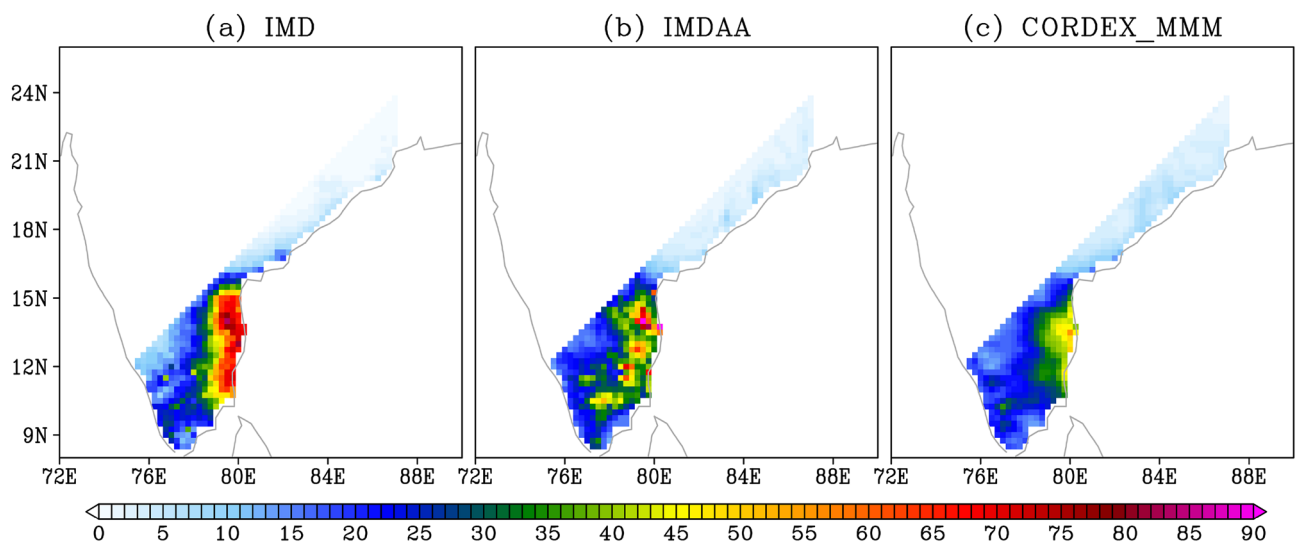 (a) IMD (b) IMDAA (c) CORDEX_MMM
24N
21N
18N
15N
12N
9N
72E 76E 80E 84E 88E 72E 76E 80E 84E 88E 72E 76E 80E 84E 88E
0 5 10 15 20 25 30 35 40 45 50 55 60 65 70 75 80 85 90